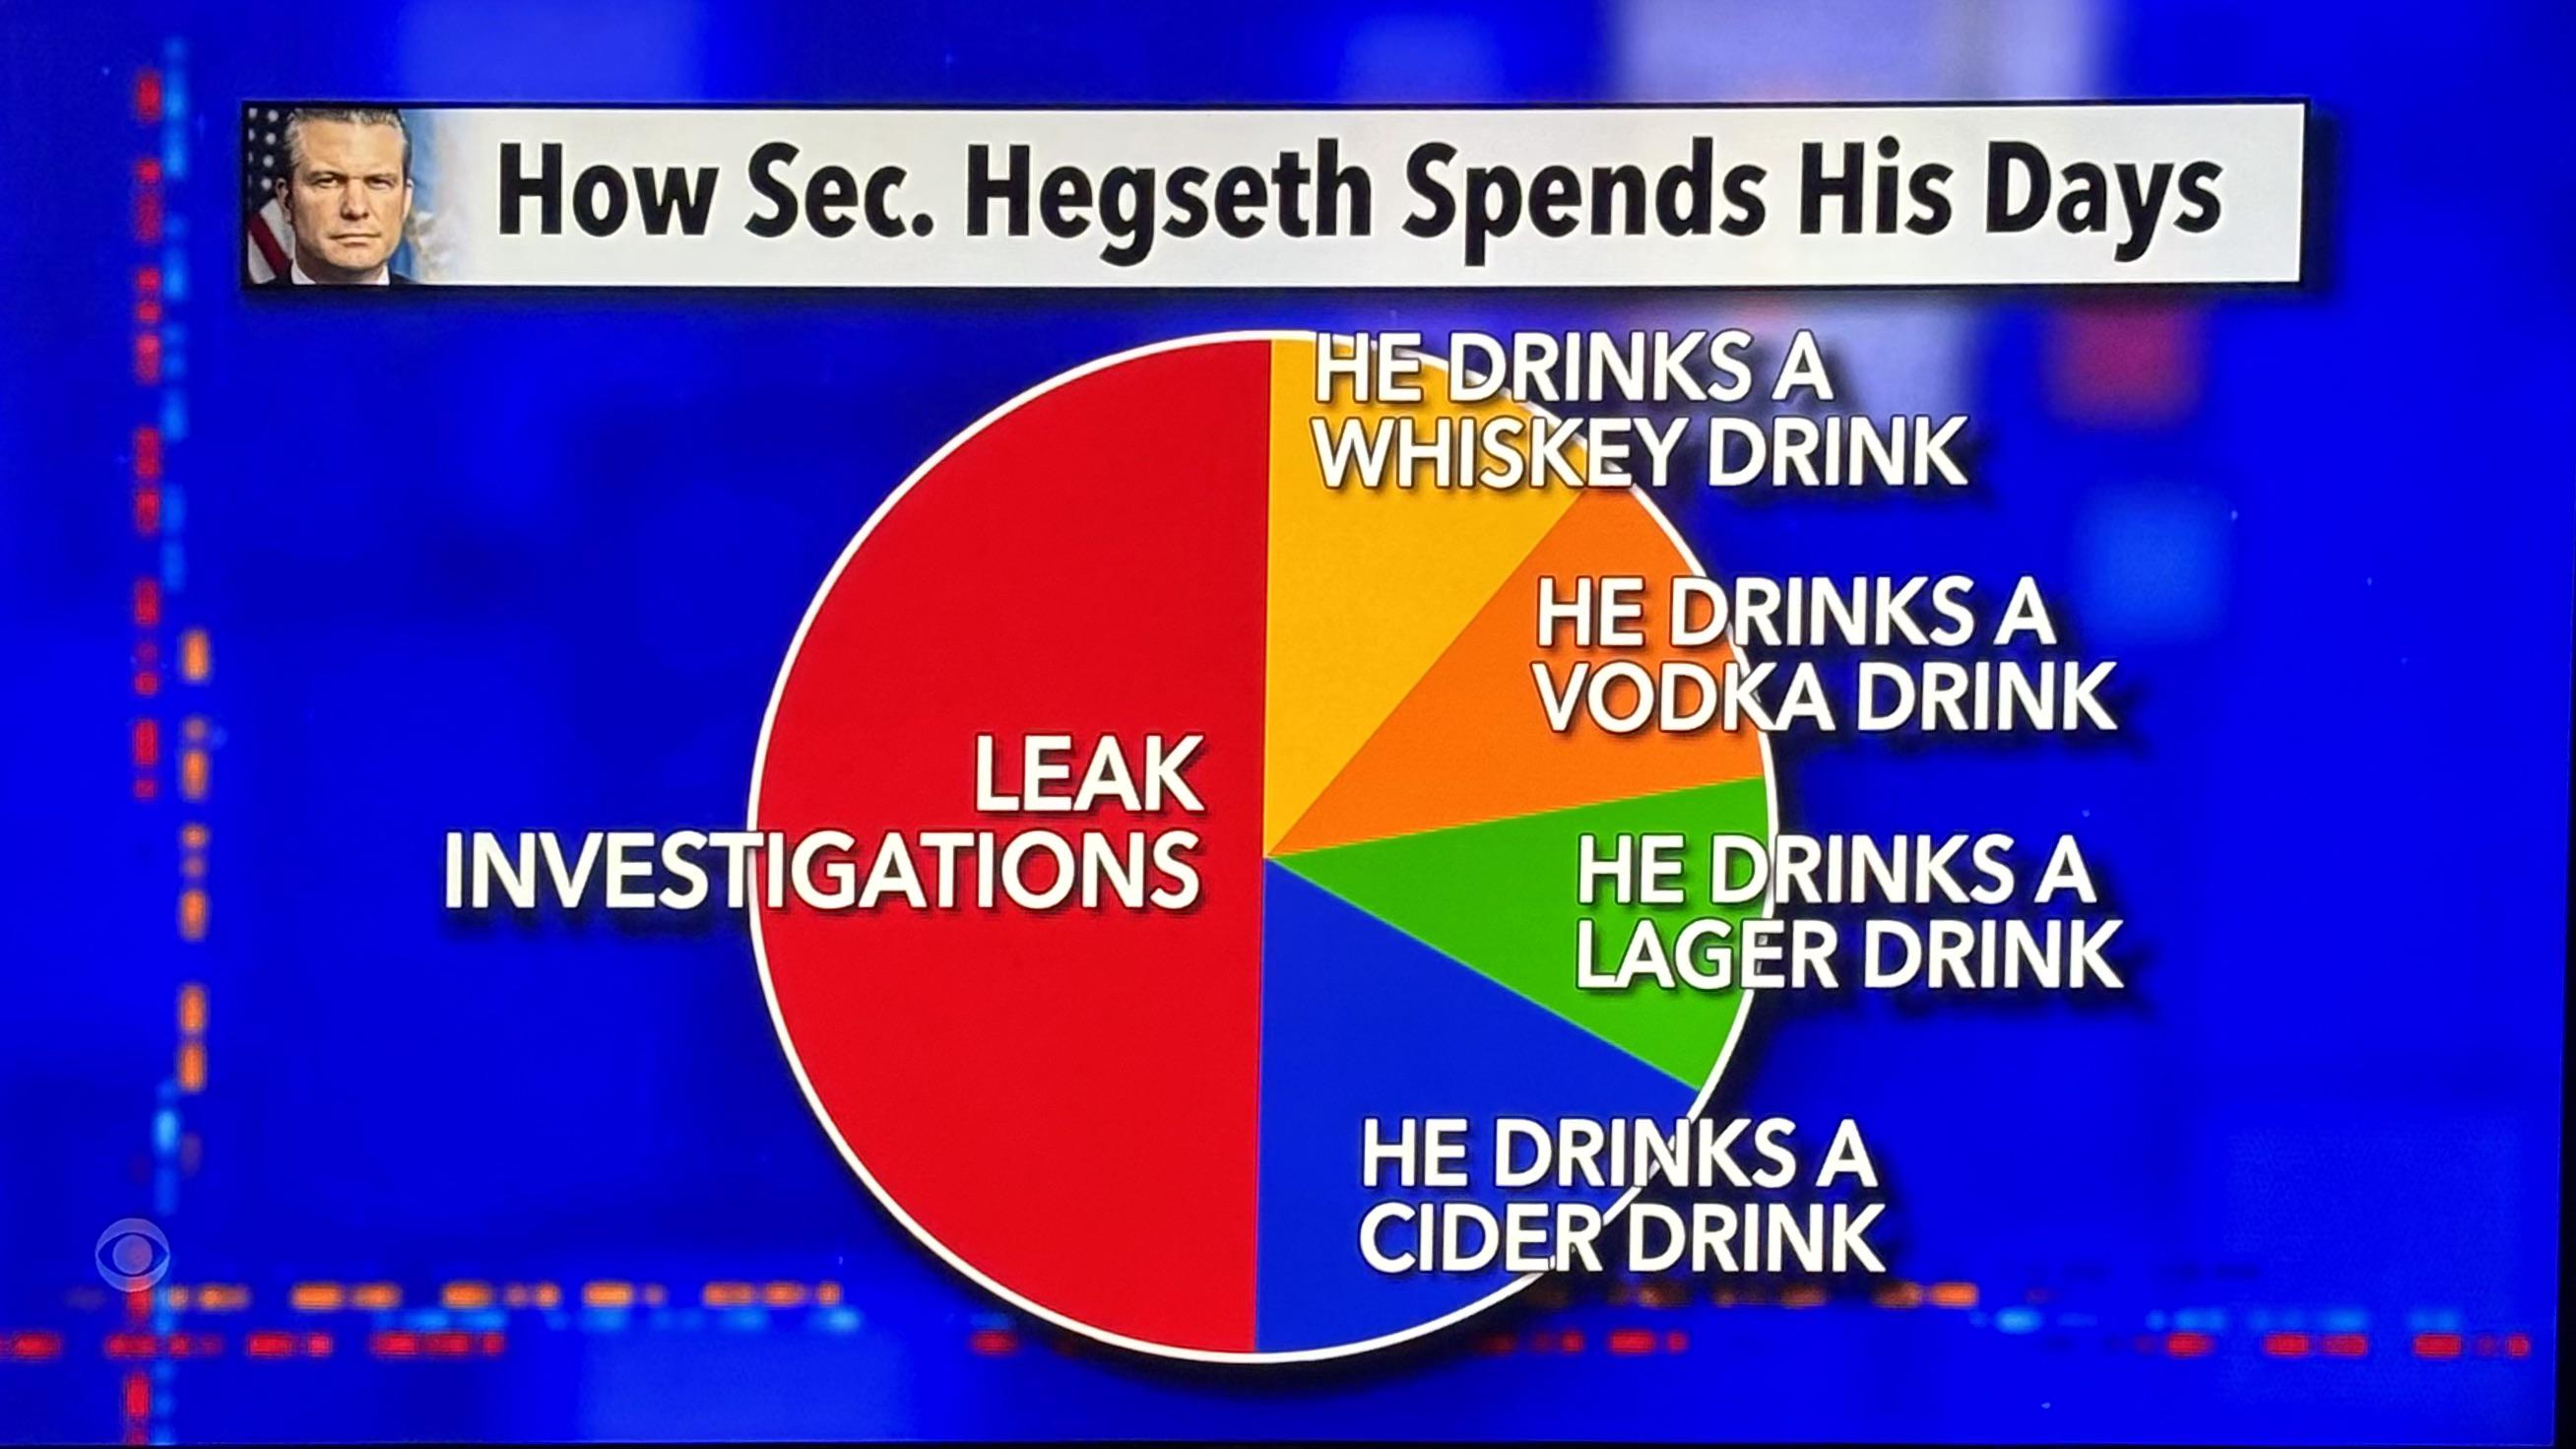 How Sec. Hegseth Spends His Days
HE DRINKS A
WHISKEY DRINK
HE DRINKS A
VODKA DRINK
LEAK
INVESTIGATIONS
HE DRINKS A
LAGER DRINK
HE DRINKS A
CIDER DRINK